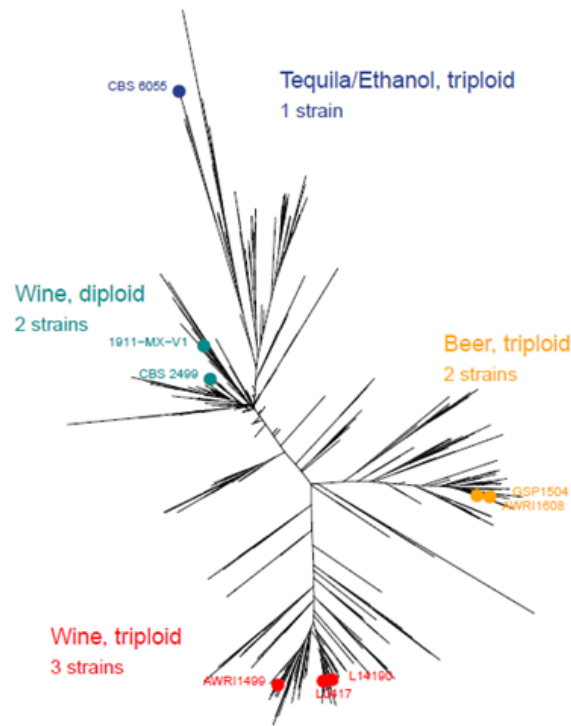 CBS 6055
Tequila/Ethanol, triploid
1 strain
Wine, diploid
2 strains
1911-MX-V1
CBS 2499
Beer, triploid
2 strains
GSP1504
AWRI1608
Wine, triploid
3 strains
AWRI1499
L14190
L0417